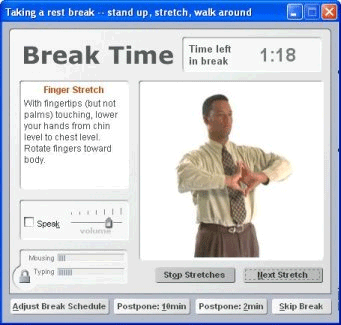 Taking a rest break -- stand up, stretch, walk around
Break Time
Time left
in break
1:18
Finger Stretch
With fingertips (but not
palms) touching, lower
your hands from chin
level to chest level.
Rotate fingers toward
body.
Speak
volume
Mousing
Typing
Stop Stretches
Next Stretch
Adjust Break Schedule
Postpone: 10min
Postpone: 2min
Skip Break